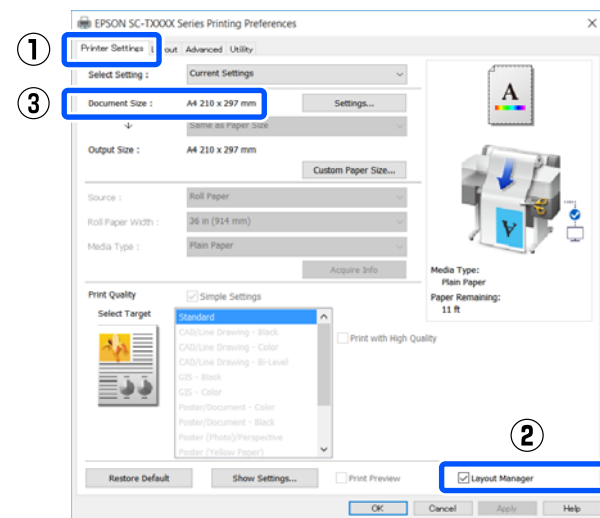 EPSON SC-TXXXX Series Printing Preferences
①
Printer Settings L out Advanced Utility
Select Setting : Current Settings
③
Document Size : A4 210 x 297 mm Settings...
Same as Paper Size
Output Size : A4 210 x 297 mm
Custom Paper Size...
Source : Roll Paper
Roll Paper Width : 36 in (914 mm)
Media Type : Plain Paper
Acquire Info
A
A
Media Type:
Plain Paper
Paper Remaining:
11 ft
Print Quality Simple Settings
Select Target
Standard
CAD/Line Drawing - Black
CAD/Line Drawing - Color
CAD/Line Drawing - Bi-Level
GIS - Black
GIS - Color
Poster/Document - Color
Poster/Document - Black
Poster (Photo)/Perspective
Poster (Yellow Paper)
Print with High Quality
②
Restore Default Show Settings... Print Preview Layout Manager
OK Cancel Apply Help